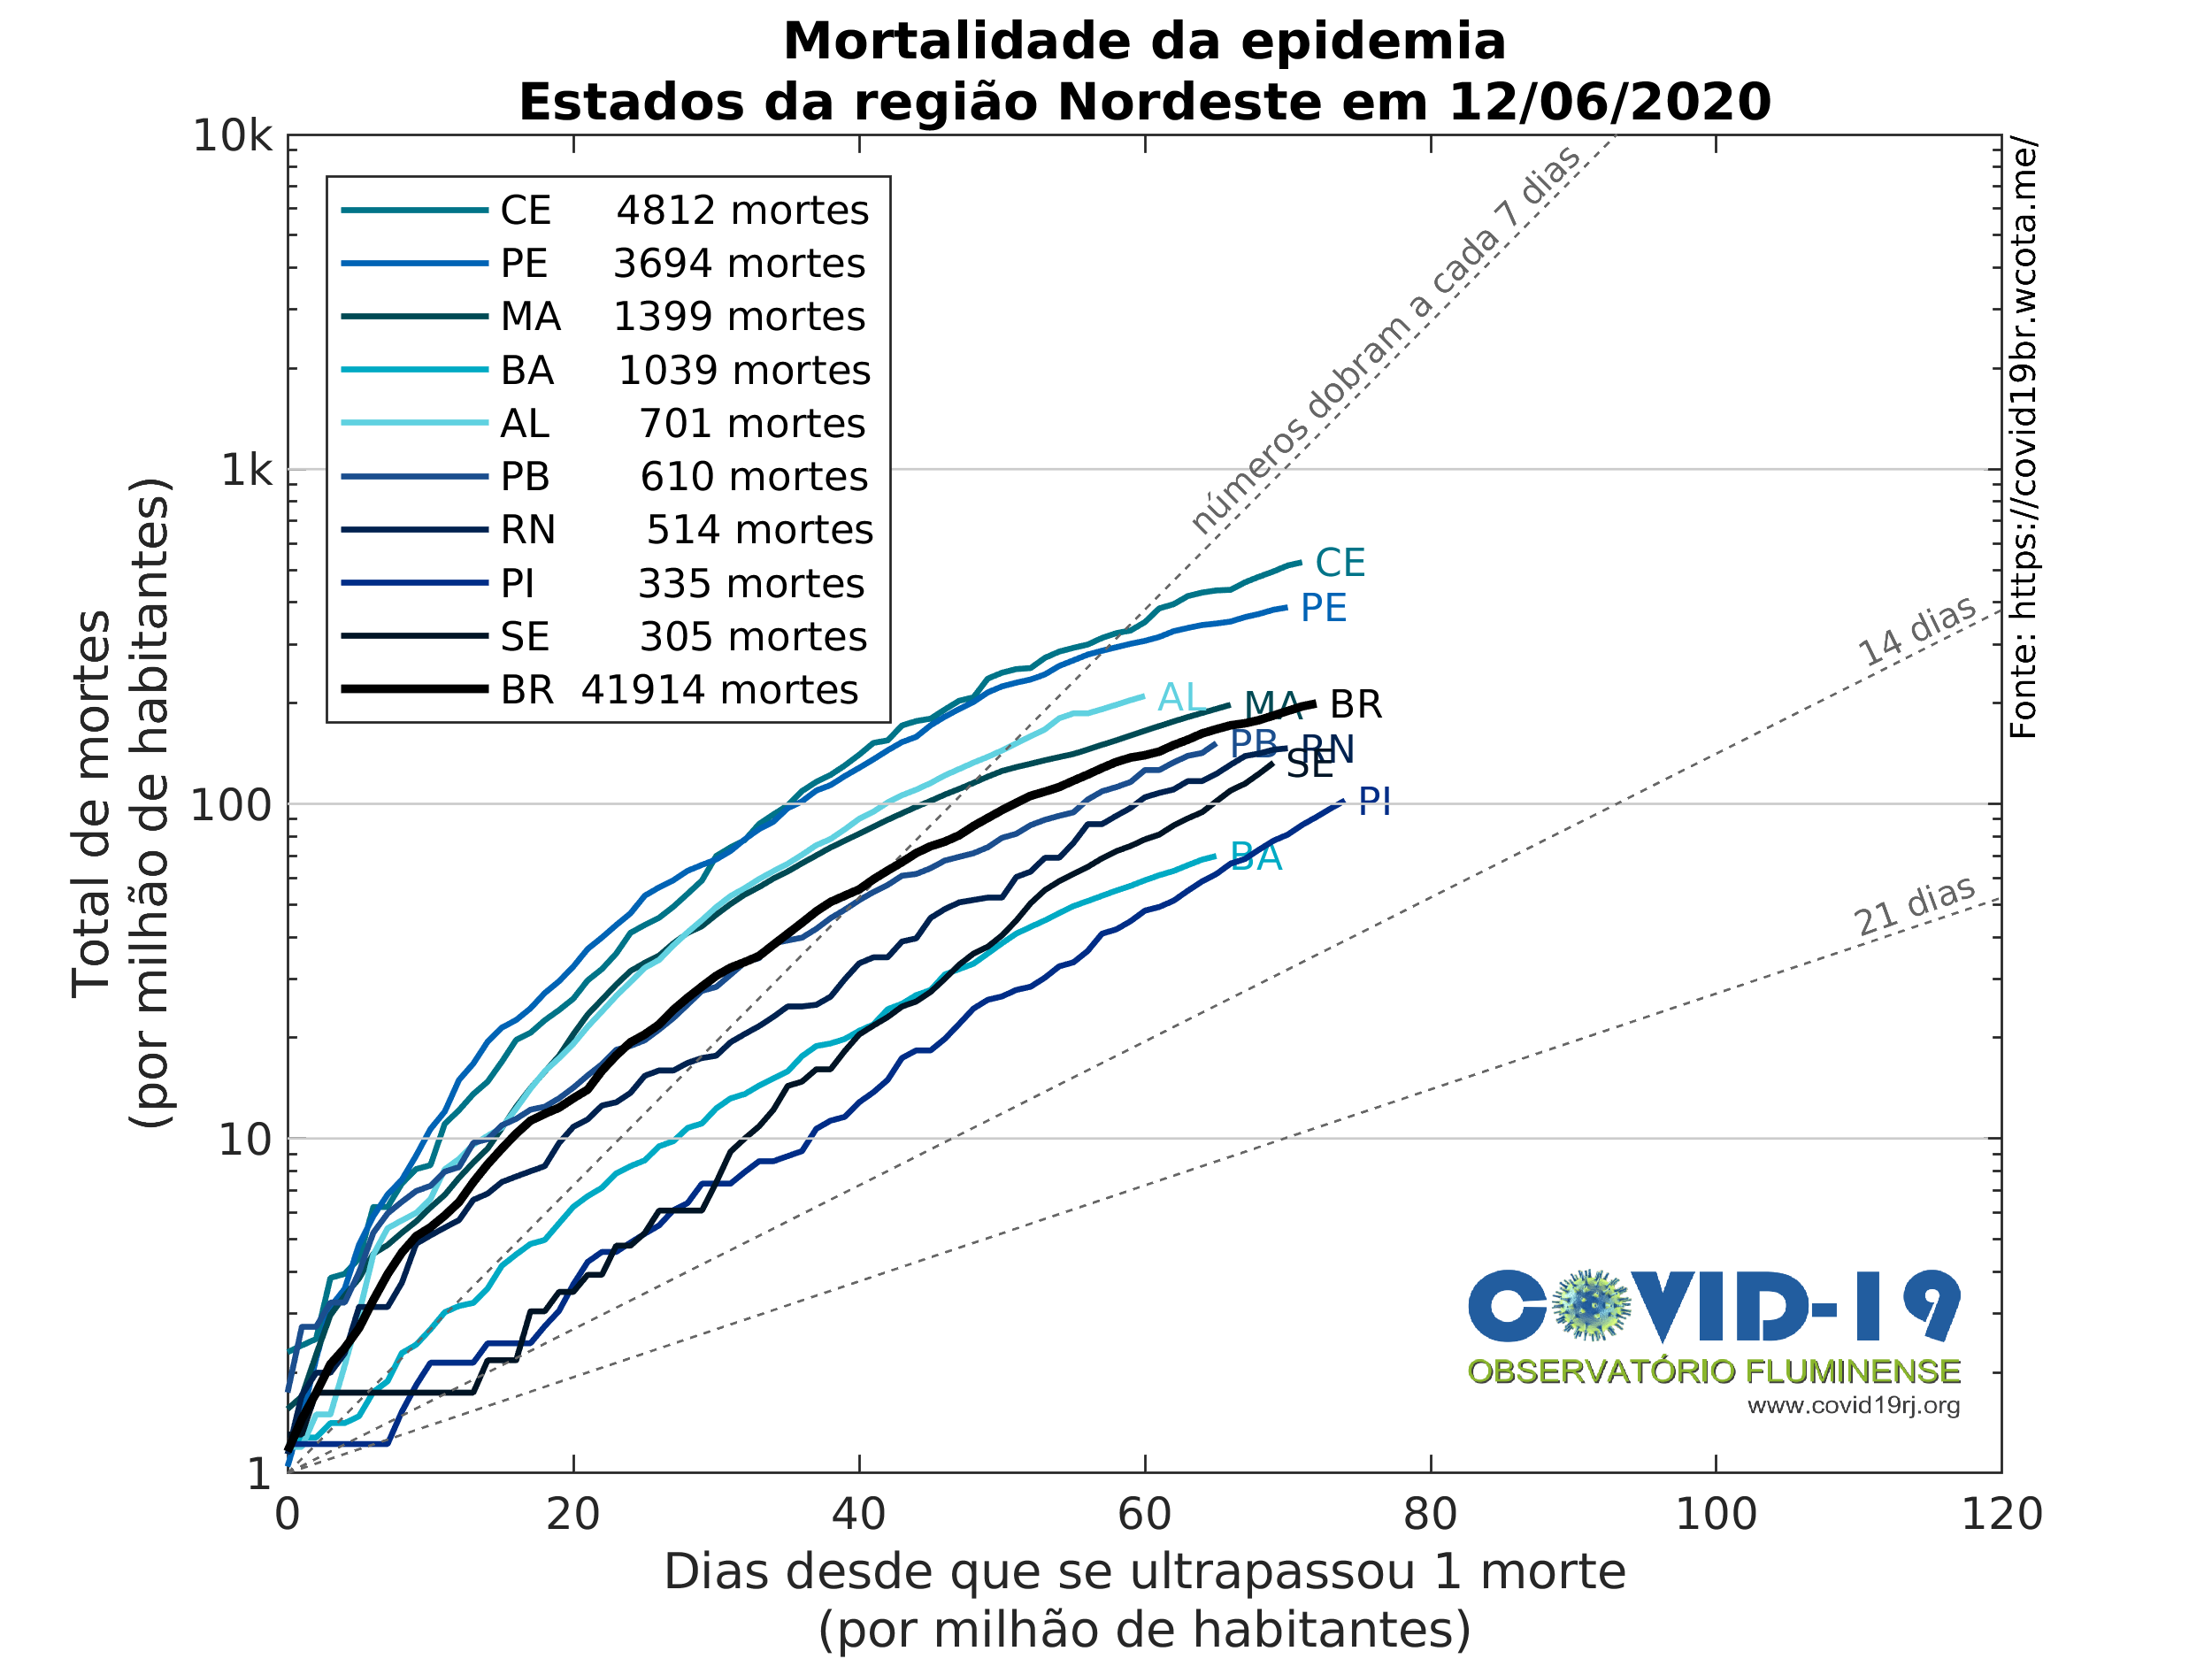 Mortalidade da epidemia
Estados da região Nordeste em 12/06/2020
10k
1k
100
10
1
Total de mortes
(por milhão de habitantes)
CE 4812 mortes
PE 3694 mortes
MA 1399 mortes
BA 1039 mortes
AL 701 mortes
PB 610 mortes
RN 514 mortes
PI 335 mortes
SE 305 mortes
BR 41914 mortes
números dobram a cada 7 dias
14 dias
21 dias
CE
PE
AL
MA
BR
PB
RN
SE
PI
BA
Fonte: https://covid19br.wcota.me/
COVID-19
OBSERVATÓRIO FLUMINENSE
www.covid19rj.org
0 20 40 60 80 100 120
Dias desde que se ultrapassou 1 morte
(por milhão de habitantes)